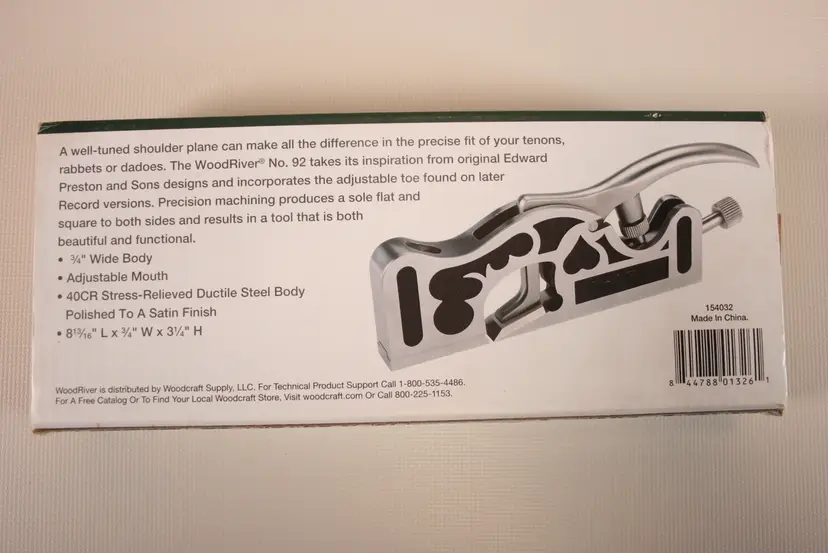 A well-tuned shoulder plane can make all the difference in the precise fit of your tenons,
rabbets or dadoes. The WoodRiver® No. 92 takes its inspiration from original Edward
Preston and Sons designs and incorporates the adjustable toe found on later
Record versions. Precision machining produces a sole flat and
square to both sides and results in a tool that is both
beautiful and functional.
• ¾" Wide Body
• Adjustable Mouth
• 40CR Stress-Relieved Ductile Steel Body
Polished To A Satin Finish
• 8¹³⁄₁₆" L x ¾" W x 3¼" H
WoodRiver is distributed by Woodcraft Supply, LLC. For Technical Product Support Call 1-800-535-4486.
For A Free Catalog Or To Find Your Local Woodcraft Store, Visit woodcraft.com Or Call 800-225-1153.
154032
Made In China.
8 44788 01326 1